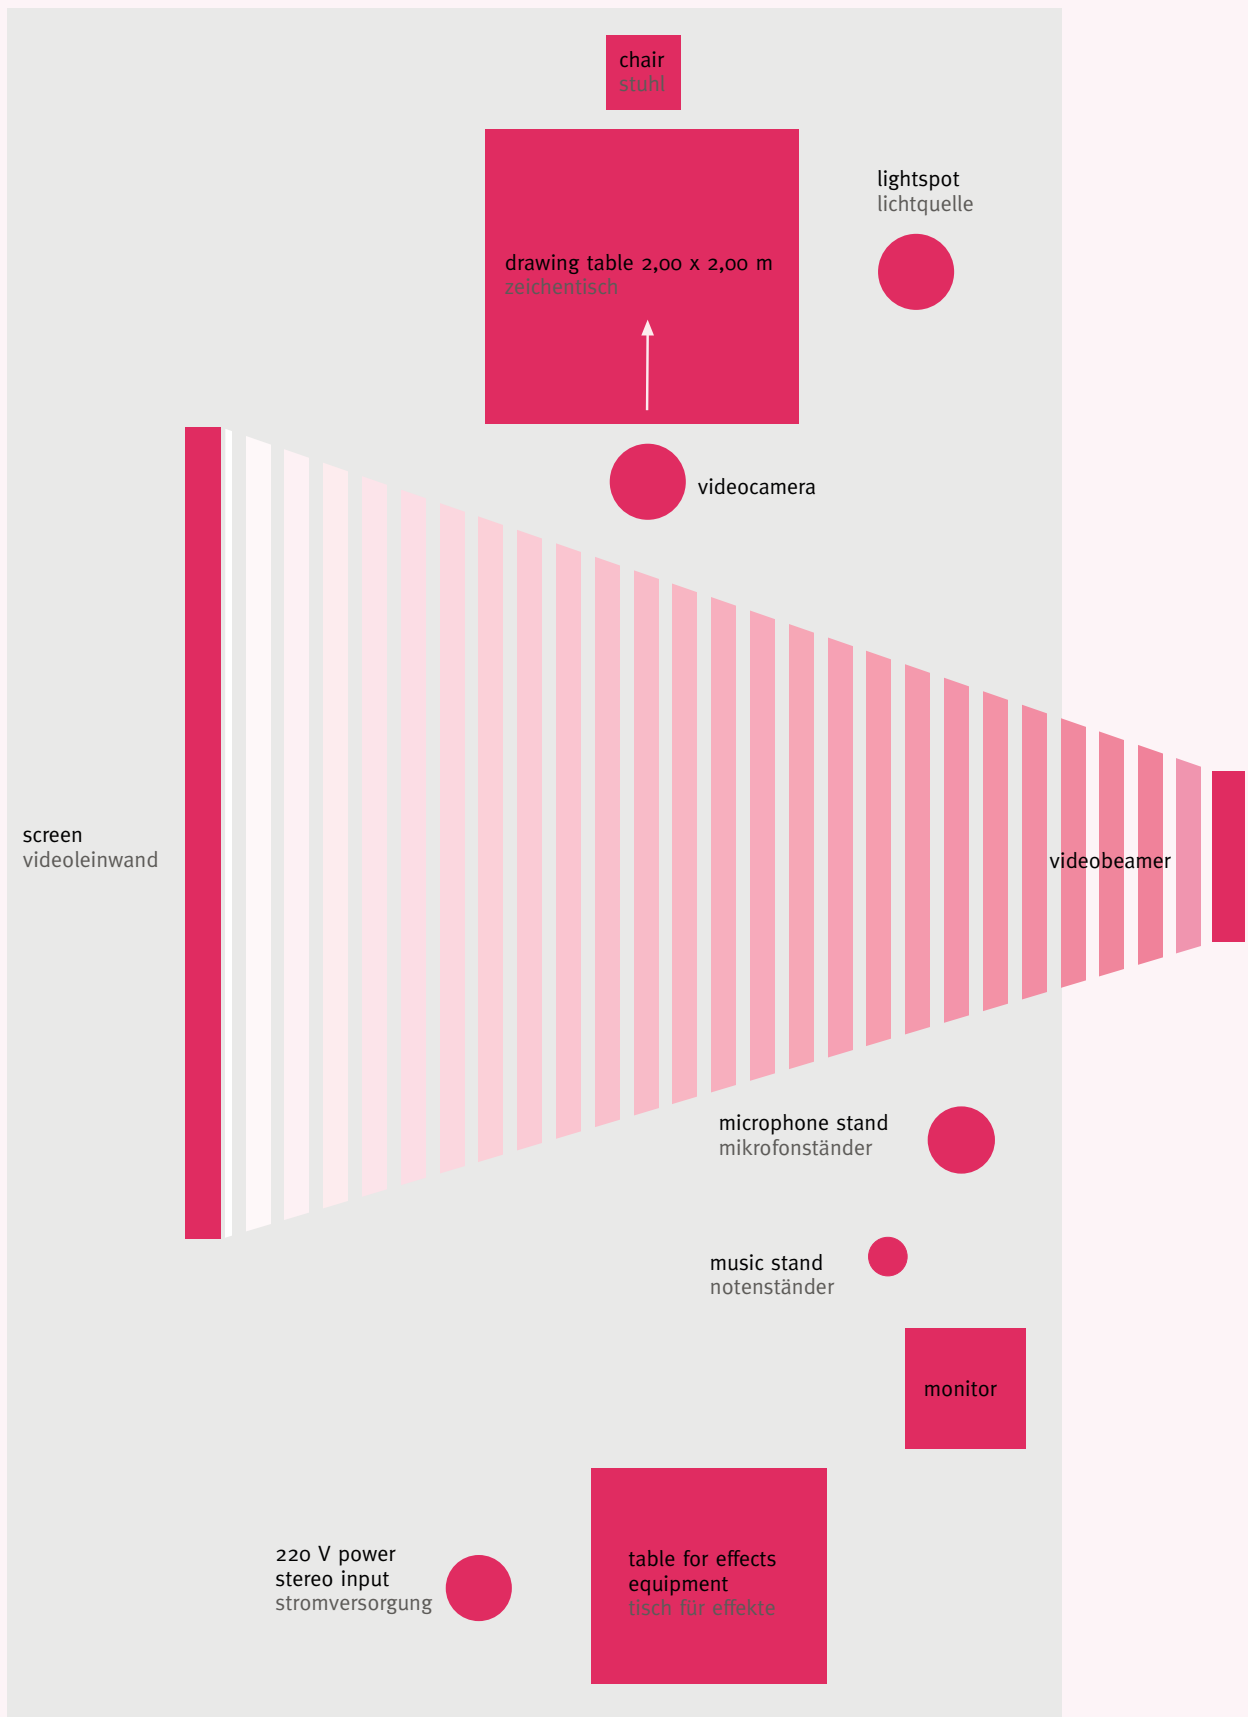 chair
stuhl
lightspot
lichtquelle
drawing table 2,00 x 2,00 m
zeichentisch
videocamera
screen
videoleinwand
videobeamer
microphone stand
mikrofonständer
music stand
notenständer
monitor
220 V power
stereo input
stromversorgung
table for effects
equipment
tisch für effekte